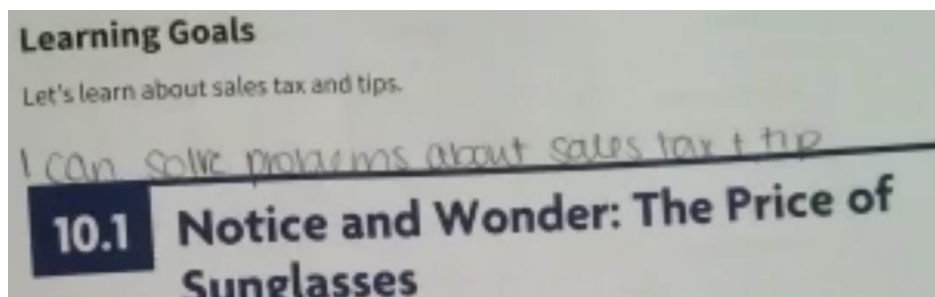 Learning Goals
Let's learn about sales tax and tips.
I can solve problems about sales tax + tip
10.1 Notice and Wonder: The Price of
Sunglasses